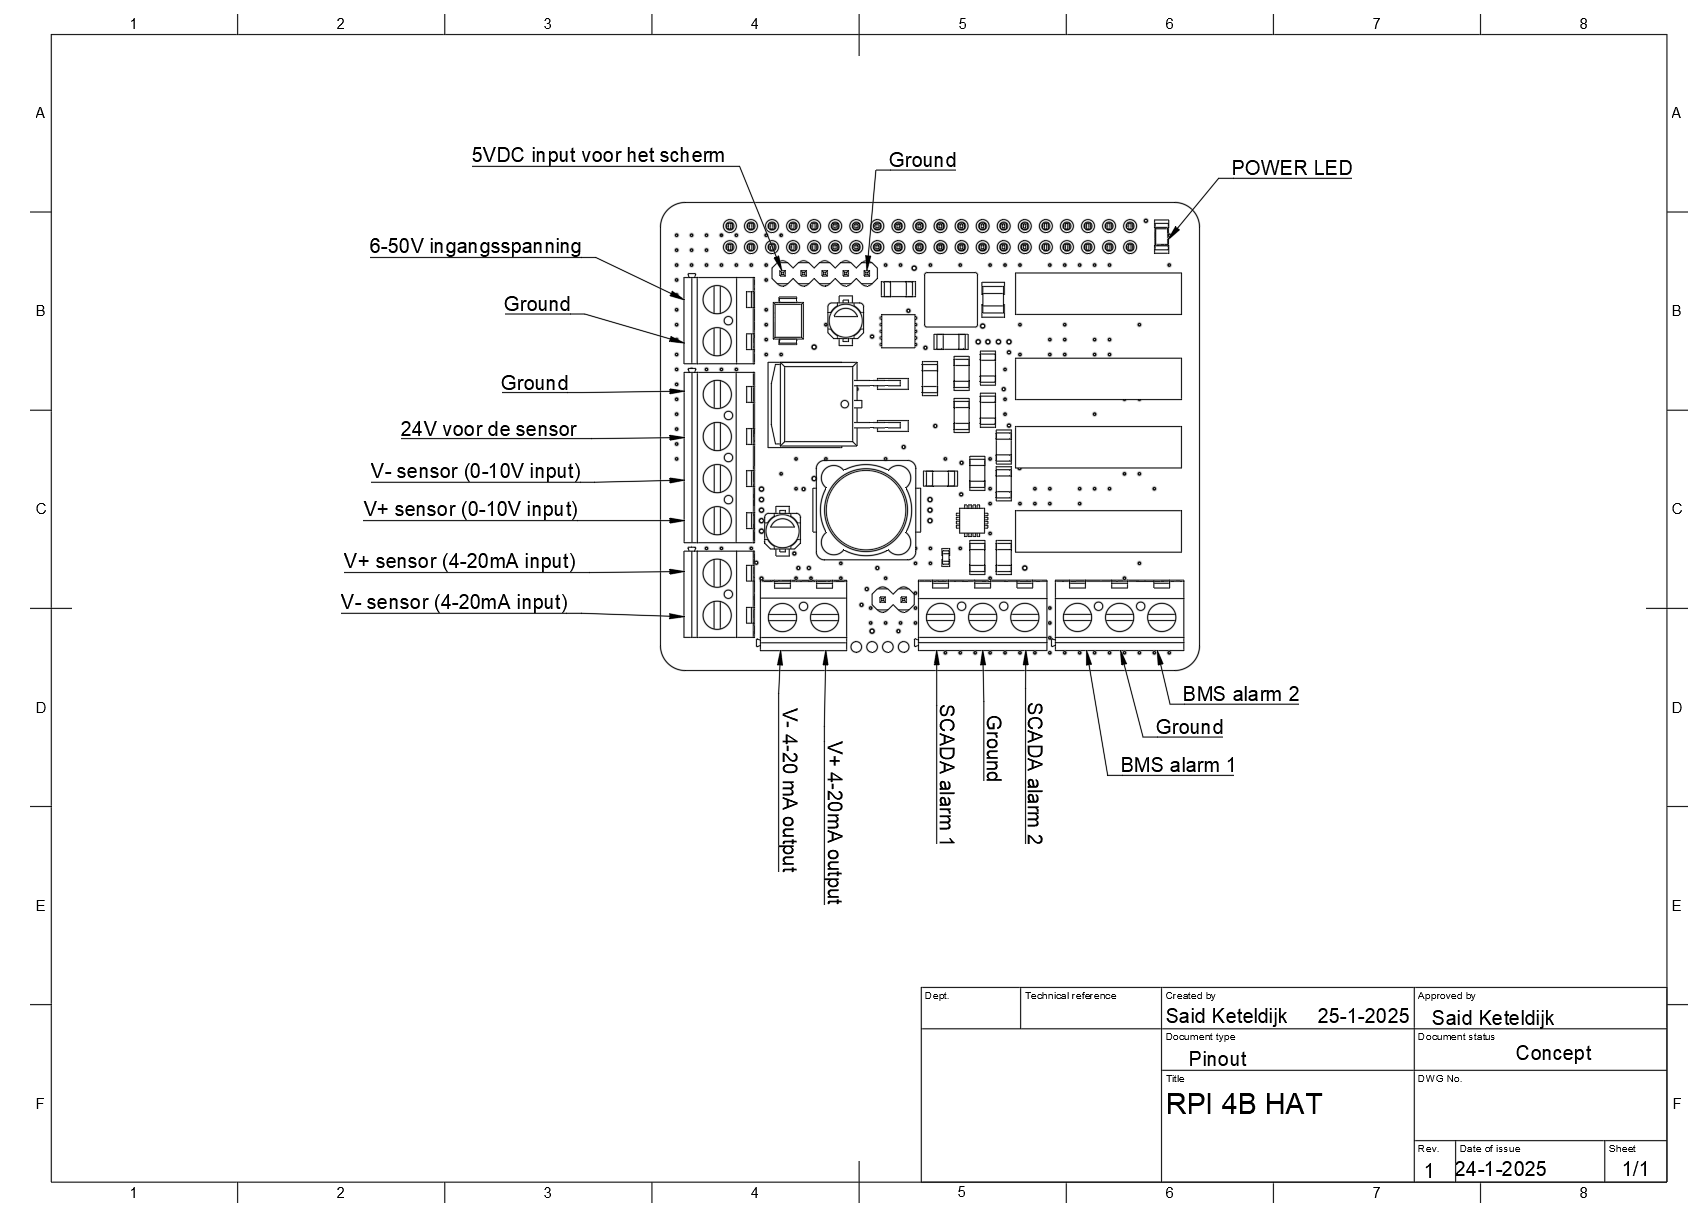 1 2 3 4 5 6 7 8
A A
5VDC input voor het scherm
Ground
POWER LED
6-50V ingangsspanning
B B
Ground
Ground
24V voor de sensor
V- sensor (0-10V input)
V+ sensor (0-10V input)
C C
V+ sensor (4-20mA input)
V- sensor (4-20mA input)
D D
V- 4-20 mA output
V+ 4-20mA output
SCADA alarm 1
Ground
SCADA alarm 2
BMS alarm 2
Ground
BMS alarm 1
E E
Dept.
Technical reference
Created by
Said Keteldijk 25-1-2025
Approved by
Said Keteldijk
Document type
Pinout
Document status
Concept
Title
RPI 4B HAT
DWG No.
F F
Rev.
1
Date of issue
24-1-2025
Sheet
1/1
1 2 3 4 5 6 7 8